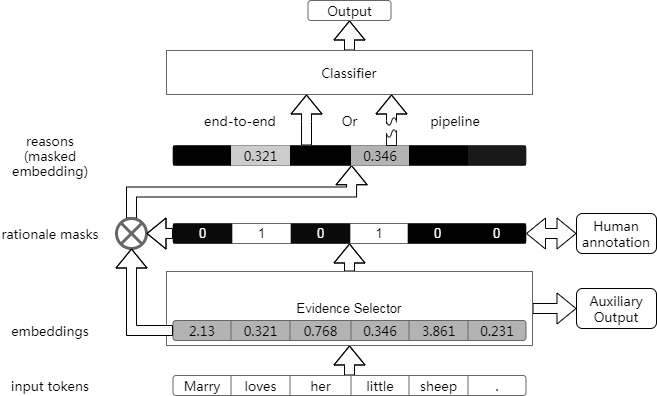 Output
Classifier
end-to-end Or pipeline
reasons
(masked
embedding)
0.321 0.346
rationale masks
0 1 0 1 0 0
Human
annotation
Evidence Selector
Auxiliary
Output
embeddings
2.13 0.321 0.768 0.346 3.861 0.231
input tokens
Marry loves her little sheep .